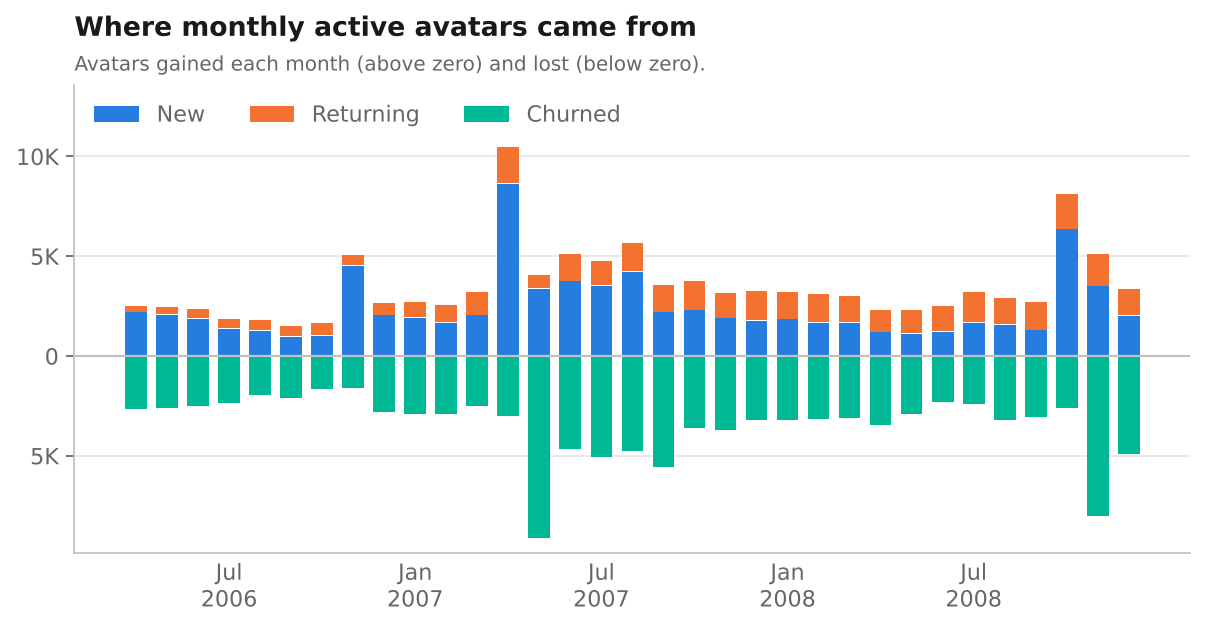 Where monthly active avatars came from
Avatars gained each month (above zero) and lost (below zero).
New Returning Churned
10K
5K
0
5K
Jul Jan Jul Jan Jul
2006 2007 2007 2008 2008